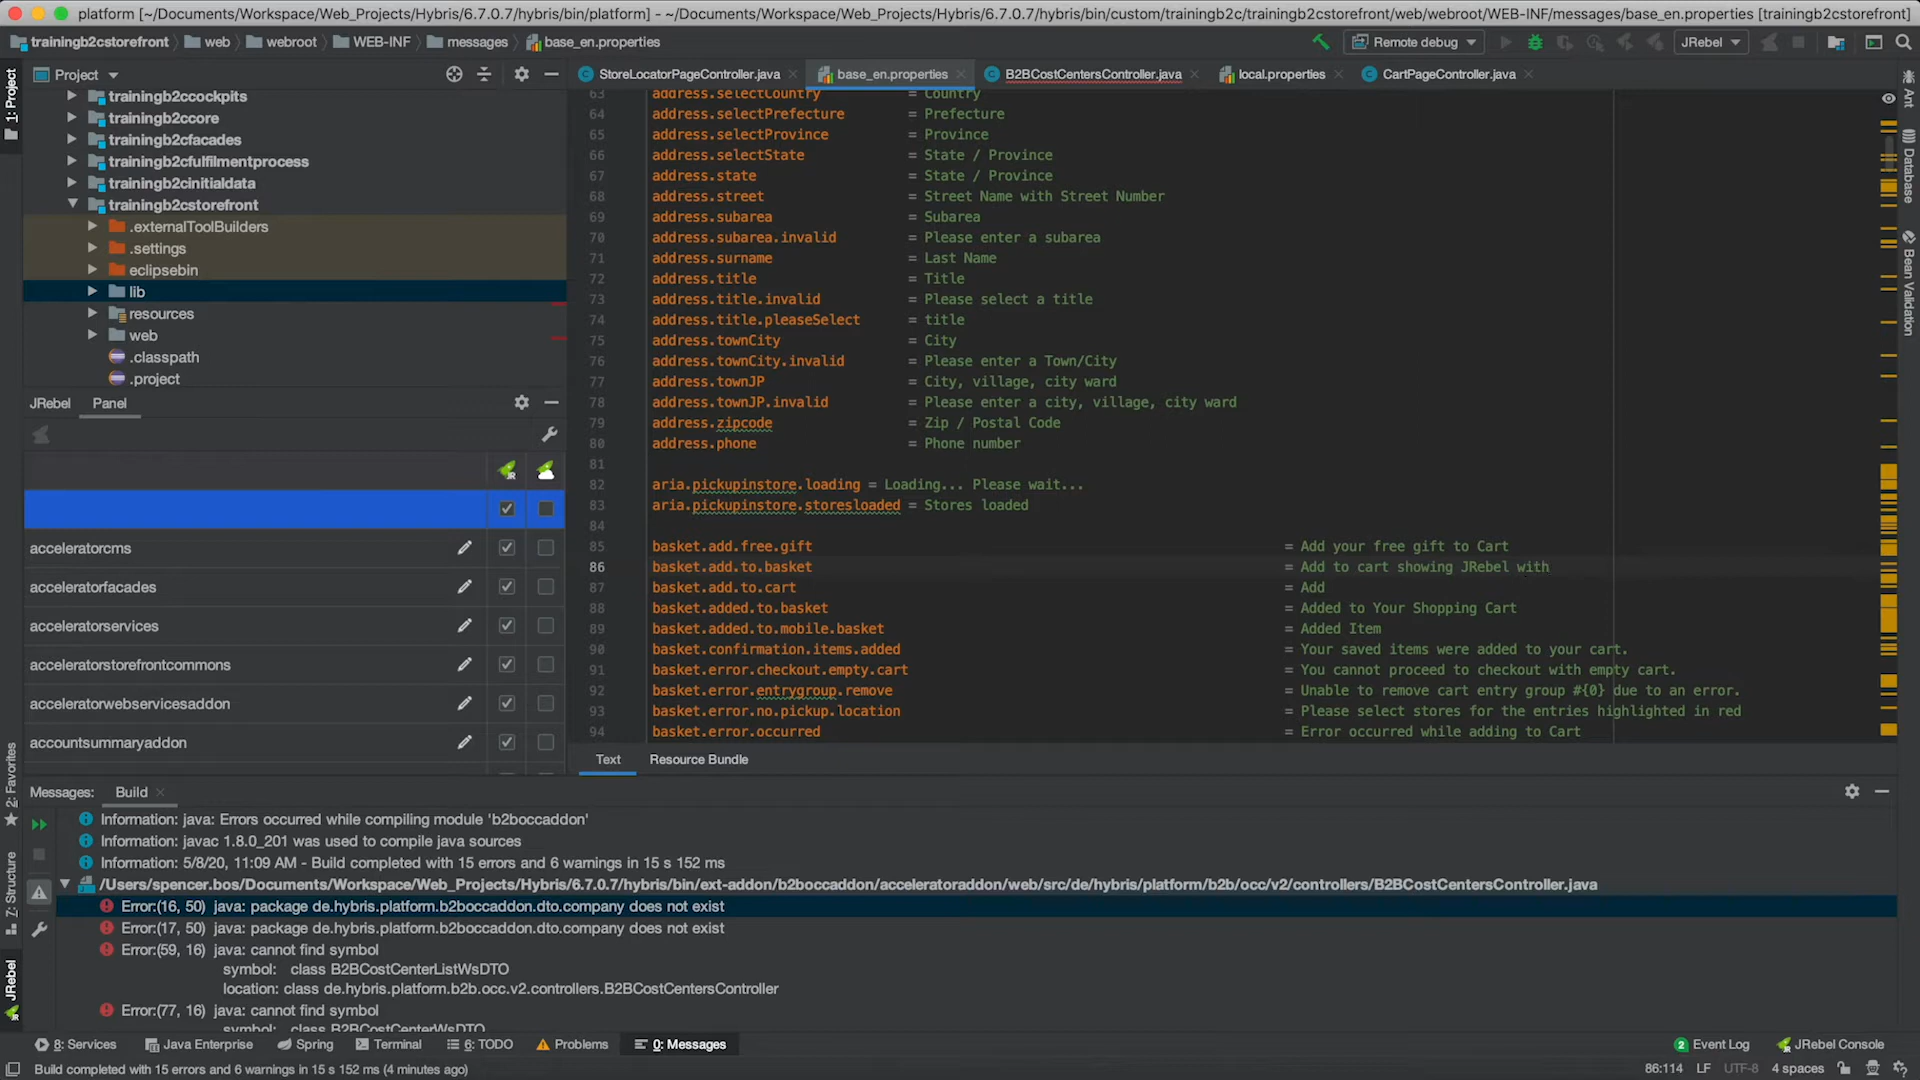 platform [~/Documents/Workspace/Web_Projects/Hybris/6.7.0.7/hybris/bin/platform] - ~/Documents/Workspace/Web_Projects/Hybris/6.7.0.7/hybris/bin/custom/trainingb2c/trainingb2cstorefront/web/webroot/WEB-INF/messages/base_en.properties [trainingb2cstorefront]
trainingb2cstorefront web webroot WEB-INF messages base_en.properties Remote debug JRebel
1: Project
Project
StoreLocatorPageController.java base_en.properties B2BCostCentersController.java local.properties CartPageController.java
trainingb2ccockpits
trainingb2ccore
trainingb2cfacades
trainingb2cfulfilmentprocess
trainingb2cinitialdata
trainingb2cstorefront
.externalToolBuilders
.settings
eclipsebin
lib
resources
web
.classpath
.project
JRebel Panel
acceleratorcms
acceleratorfacades
acceleratorservices
acceleratorstorefrontcommons
acceleratorwebservicesaddon
accountsummaryaddon
63 address.selectCountry = Country
64 address.selectPrefecture = Prefecture
65 address.selectProvince = Province
66 address.selectState = State / Province
67 address.state = State / Province
68 address.street = Street Name with Street Number
69 address.subarea = Subarea
70 address.subarea.invalid = Please enter a subarea
71 address.surname = Last Name
72 address.title = Title
73 address.title.invalid = Please select a title
74 address.title.pleaseSelect = title
75 address.townCity = City
76 address.townCity.invalid = Please enter a Town/City
77 address.townJP = City, village, city ward
78 address.townJP.invalid = Please enter a city, village, city ward
79 address.zipcode = Zip / Postal Code
80 address.phone = Phone number
81
82 aria.pickupinstore.loading = Loading... Please wait...
83 aria.pickupinstore.storesloaded = Stores loaded
84
85 basket.add.free.gift = Add your free gift to Cart
86 basket.add.to.basket = Add to cart showing JRebel with
87 basket.add.to.cart = Add
88 basket.added.to.basket = Added to Your Shopping Cart
89 basket.added.to.mobile.basket = Added Item
90 basket.confirmation.items.added = Your saved items were added to your cart.
91 basket.error.checkout.empty.cart = You cannot proceed to checkout with empty cart.
92 basket.error.entrygroup.remove = Unable to remove cart entry group #{0} due to an error.
93 basket.error.no.pickup.location = Please select stores for the entries highlighted in red
94 basket.error.occurred = Error occurred while adding to Cart
Text Resource Bundle
Ant
Database
Bean Validation
2: Favorites
7: Structure
JRebel
Messages: Build
Information: java: Errors occurred while compiling module 'b2boccaddon'
Information: javac 1.8.0_201 was used to compile java sources
Information: 5/8/20, 11:09 AM - Build completed with 15 errors and 6 warnings in 15 s 152 ms
/Users/spencer.bos/Documents/Workspace/Web_Projects/Hybris/6.7.0.7/hybris/bin/ext-addon/b2boccaddon/acceleratoraddon/web/src/de/hybris/platform/b2b/occ/v2/controllers/B2BCostCentersController.java
Error:(16, 50) java: package de.hybris.platform.b2boccaddon.dto.company does not exist
Error:(17, 50) java: package de.hybris.platform.b2boccaddon.dto.company does not exist
Error:(59, 16) java: cannot find symbol
symbol: class B2BCostCenterListWsDTO
location: class de.hybris.platform.b2b.occ.v2.controllers.B2BCostCentersController
Error:(77, 16) java: cannot find symbol
symbol: class B2BCostCenterWsDTO
8: Services Java Enterprise Spring Terminal 6: TODO Problems 0: Messages 2 Event Log JRebel Console
Build completed with 15 errors and 6 warnings in 15 s 152 ms (4 minutes ago) 86:114 LF UTF-8 4 spaces